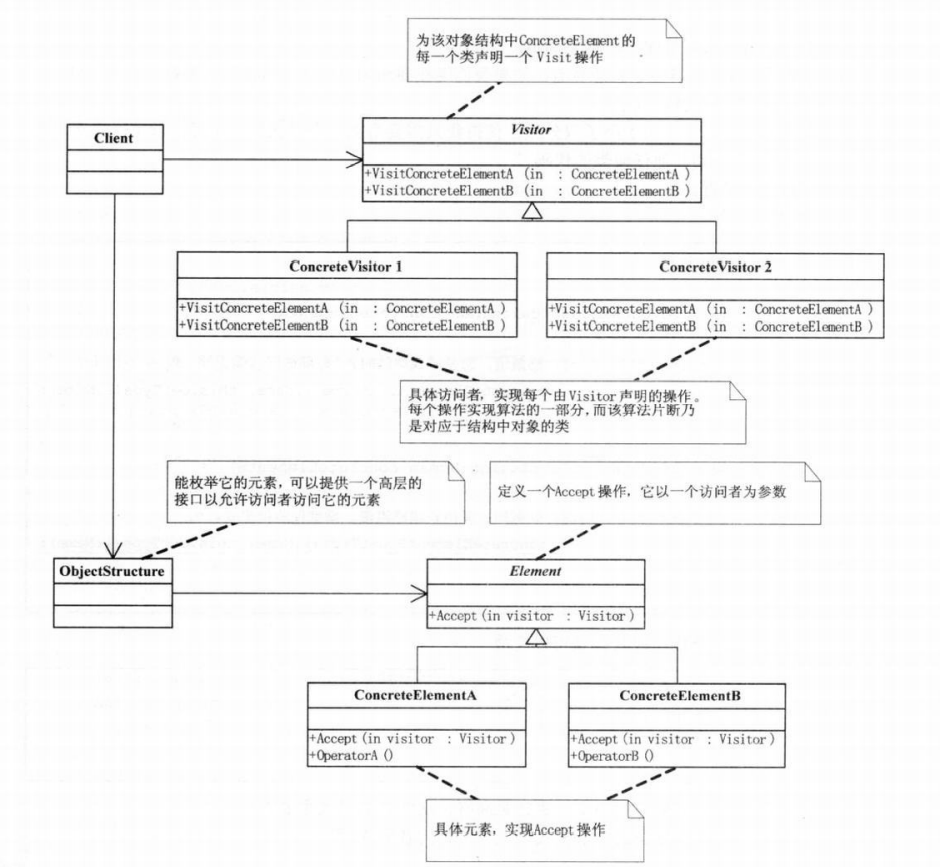 为该对象结构中ConcreteElement的
每一个类声明一个 Visit 操作
Client
Visitor
+VisitConcreteElementA (in : ConcreteElementA )
+VisitConcreteElementB (in : ConcreteElementB )
ConcreteVisitor 1
+VisitConcreteElementA (in : ConcreteElementA )
+VisitConcreteElementB (in : ConcreteElementB )
ConcreteVisitor 2
+VisitConcreteElementA (in : ConcreteElementA )
+VisitConcreteElementB (in : ConcreteElementB )
具体访问者, 实现每个由Visitor声明的操作。
每个操作实现算法的一部分, 而该算法片断乃
是对应于结构中对象的类
能枚举它的元素, 可以提供一个高层的
接口以允许访问者访问它的元素
定义一个Accept 操作, 它以一个访问者为参数
ObjectStructure
Element
+Accept (in visitor : Visitor )
ConcreteElementA
+Accept (in visitor : Visitor )
+OperatorA ()
ConcreteElementB
+Accept (in visitor : Visitor )
+OperatorB ()
具体元素, 实现Accept 操作